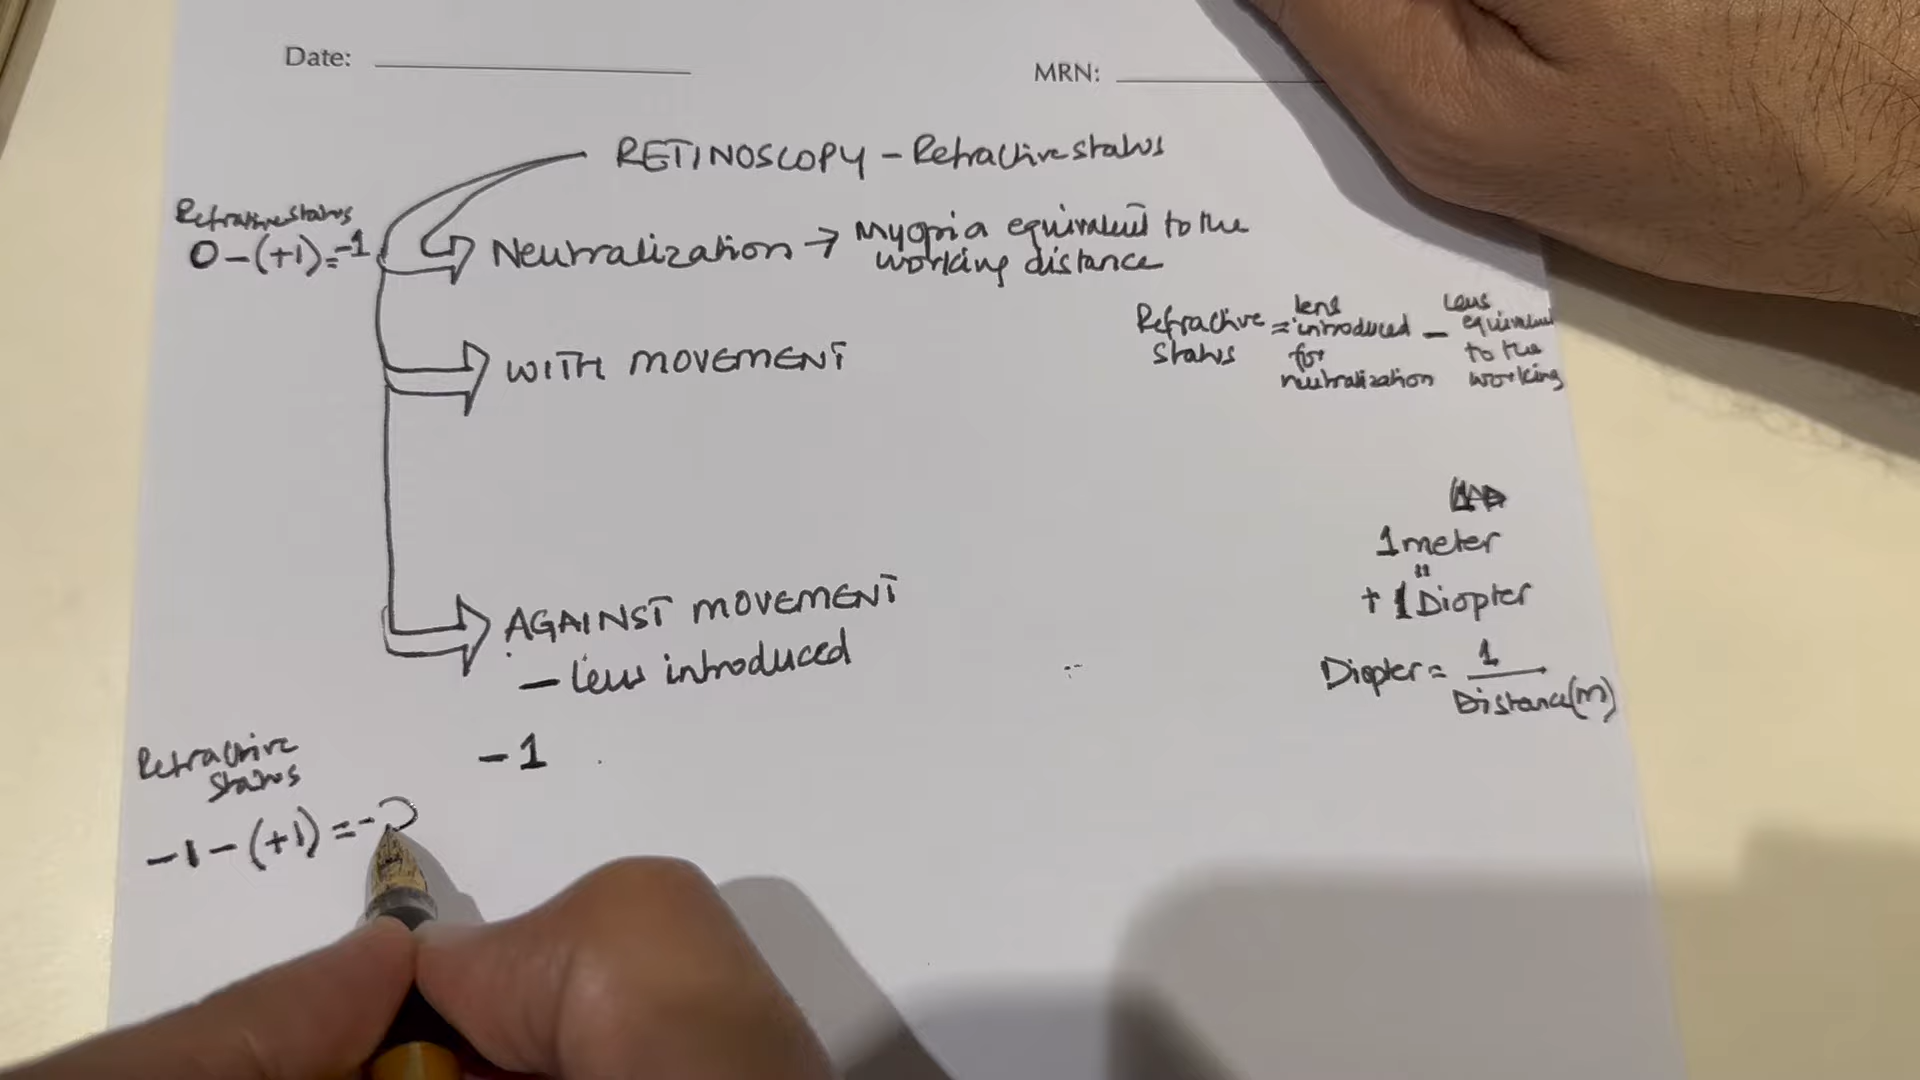 Date:
MRN:
RETINOSCOPY - Refractive status
Refractive status
0 - (+1) = -1
Neutralization → Myopia equivalent to the
working distance
Refractive
status
=
lens
introduced
for
neutralization
-
Lens
equivalent
to the
working
WITH MOVEMENT
1 meter
"
+ 1 Diopter
AGAINST MOVEMENT
- lens introduced
Diopter = 1
Distance (m)
Refractive
status
-1
-1 - (+1) = -